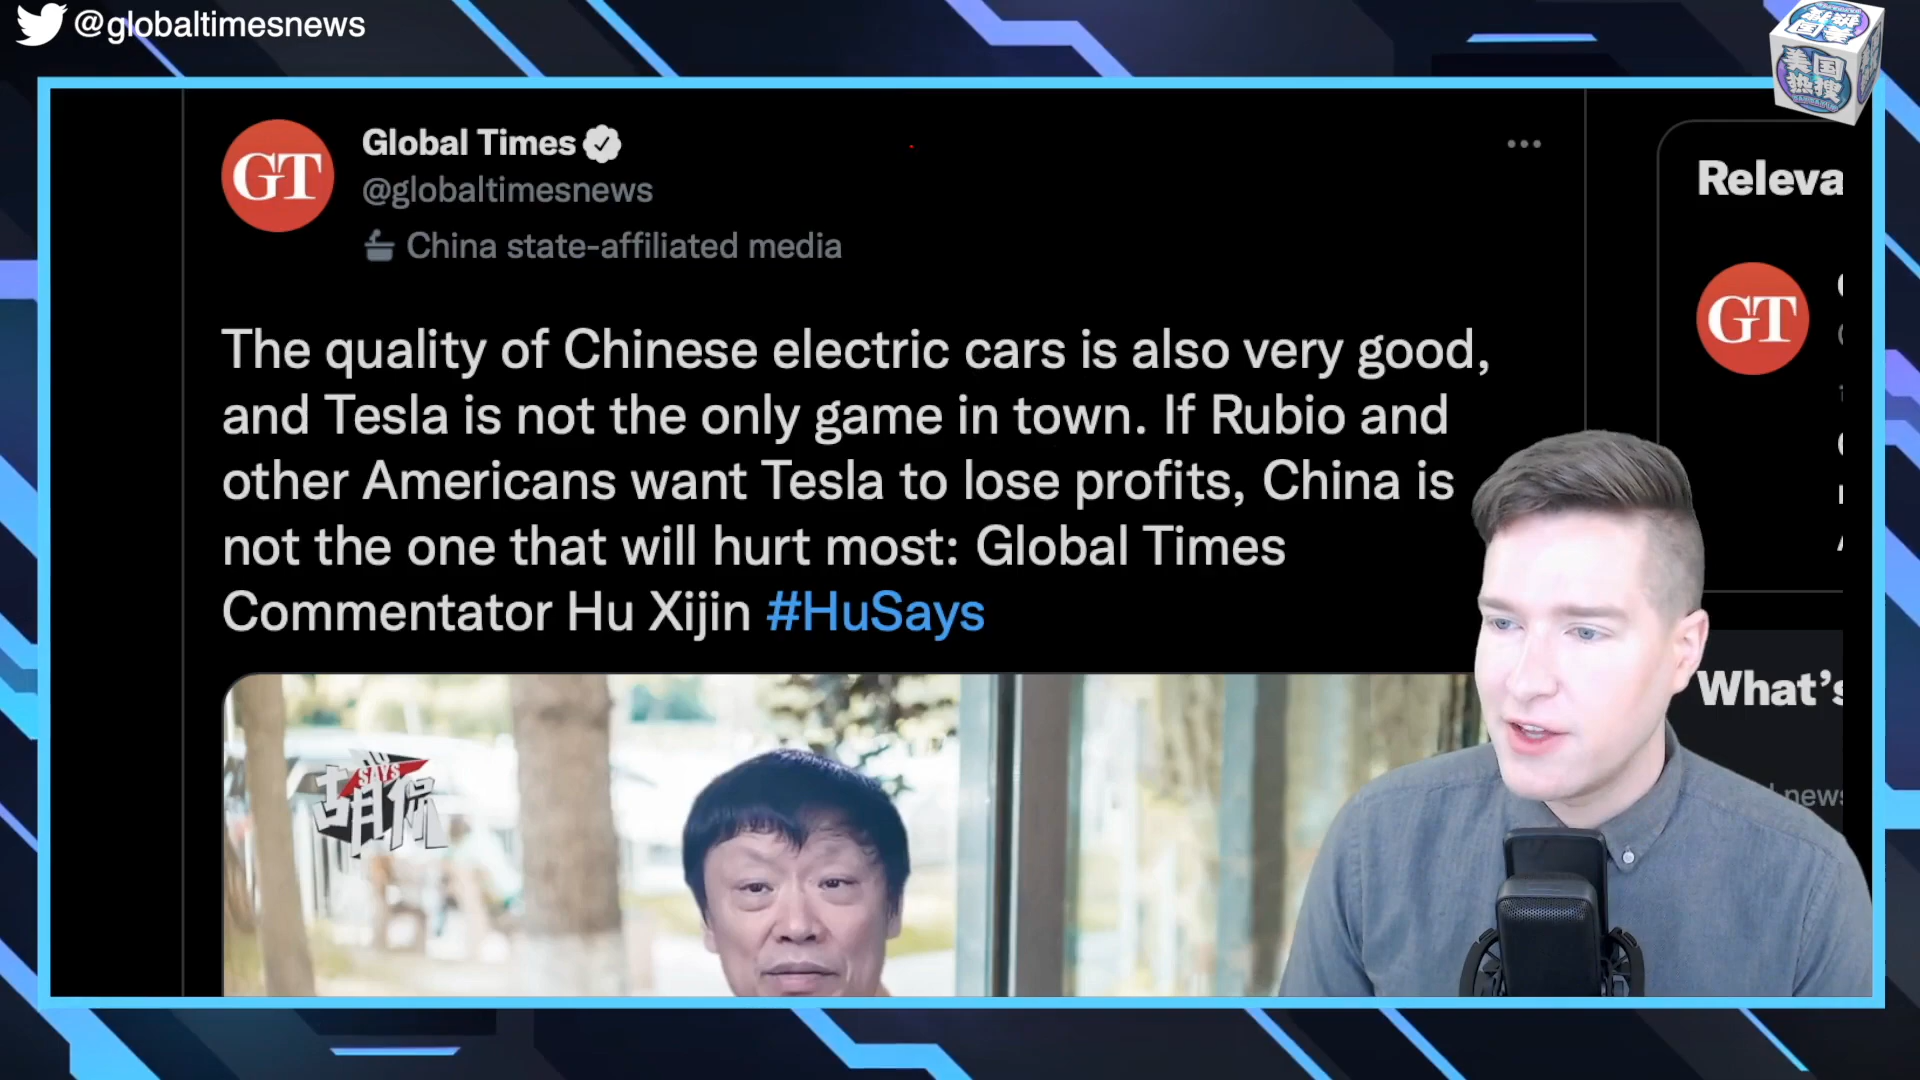 @globaltimesnews
美国
热搜
GT
Global Times
@globaltimesnews
China state-affiliated media
The quality of Chinese electric cars is also very good,
and Tesla is not the only game in town. If Rubio and
other Americans want Tesla to lose profits, China is
not the one that will hurt most: Global Times
Commentator Hu Xijin #HuSays
SAYS
胡侃
Releva
GT
What's
news